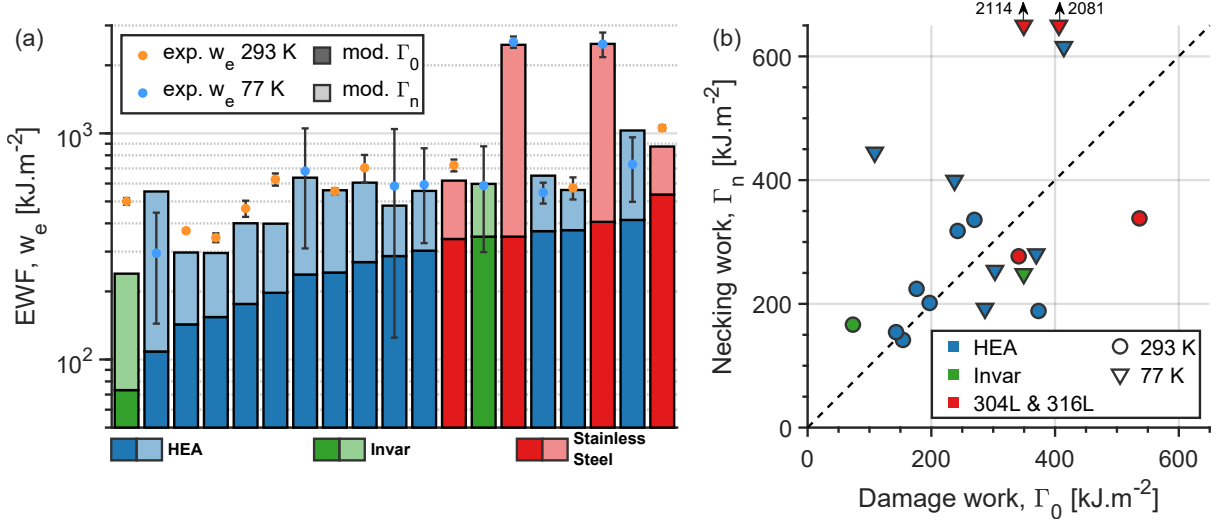 (a)
exp. w_e 293 K
mod. Γ_0
exp. w_e 77 K
mod. Γ_n
EWF, w_e [kJ.m^-2]
10^3
10^2
HEA
Invar
Stainless
Steel
(b)
2114
2081
Necking work, Γ_n [kJ.m^-2]
600
400
200
0
HEA
293 K
Invar
77 K
304L & 316L
0
200
400
600
Damage work, Γ_0 [kJ.m^-2]